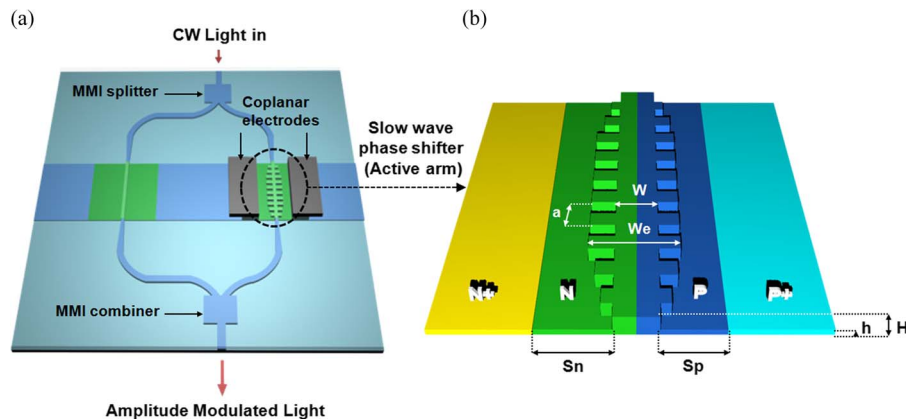 (a)
CW Light in
MMI splitter
Coplanar
electrodes
Slow wave
phase shifter
(Active arm)
MMI combiner
Amplitude Modulated Light
(b)
W
a
We
N+
N
P
P+
h
H
Sn
Sp